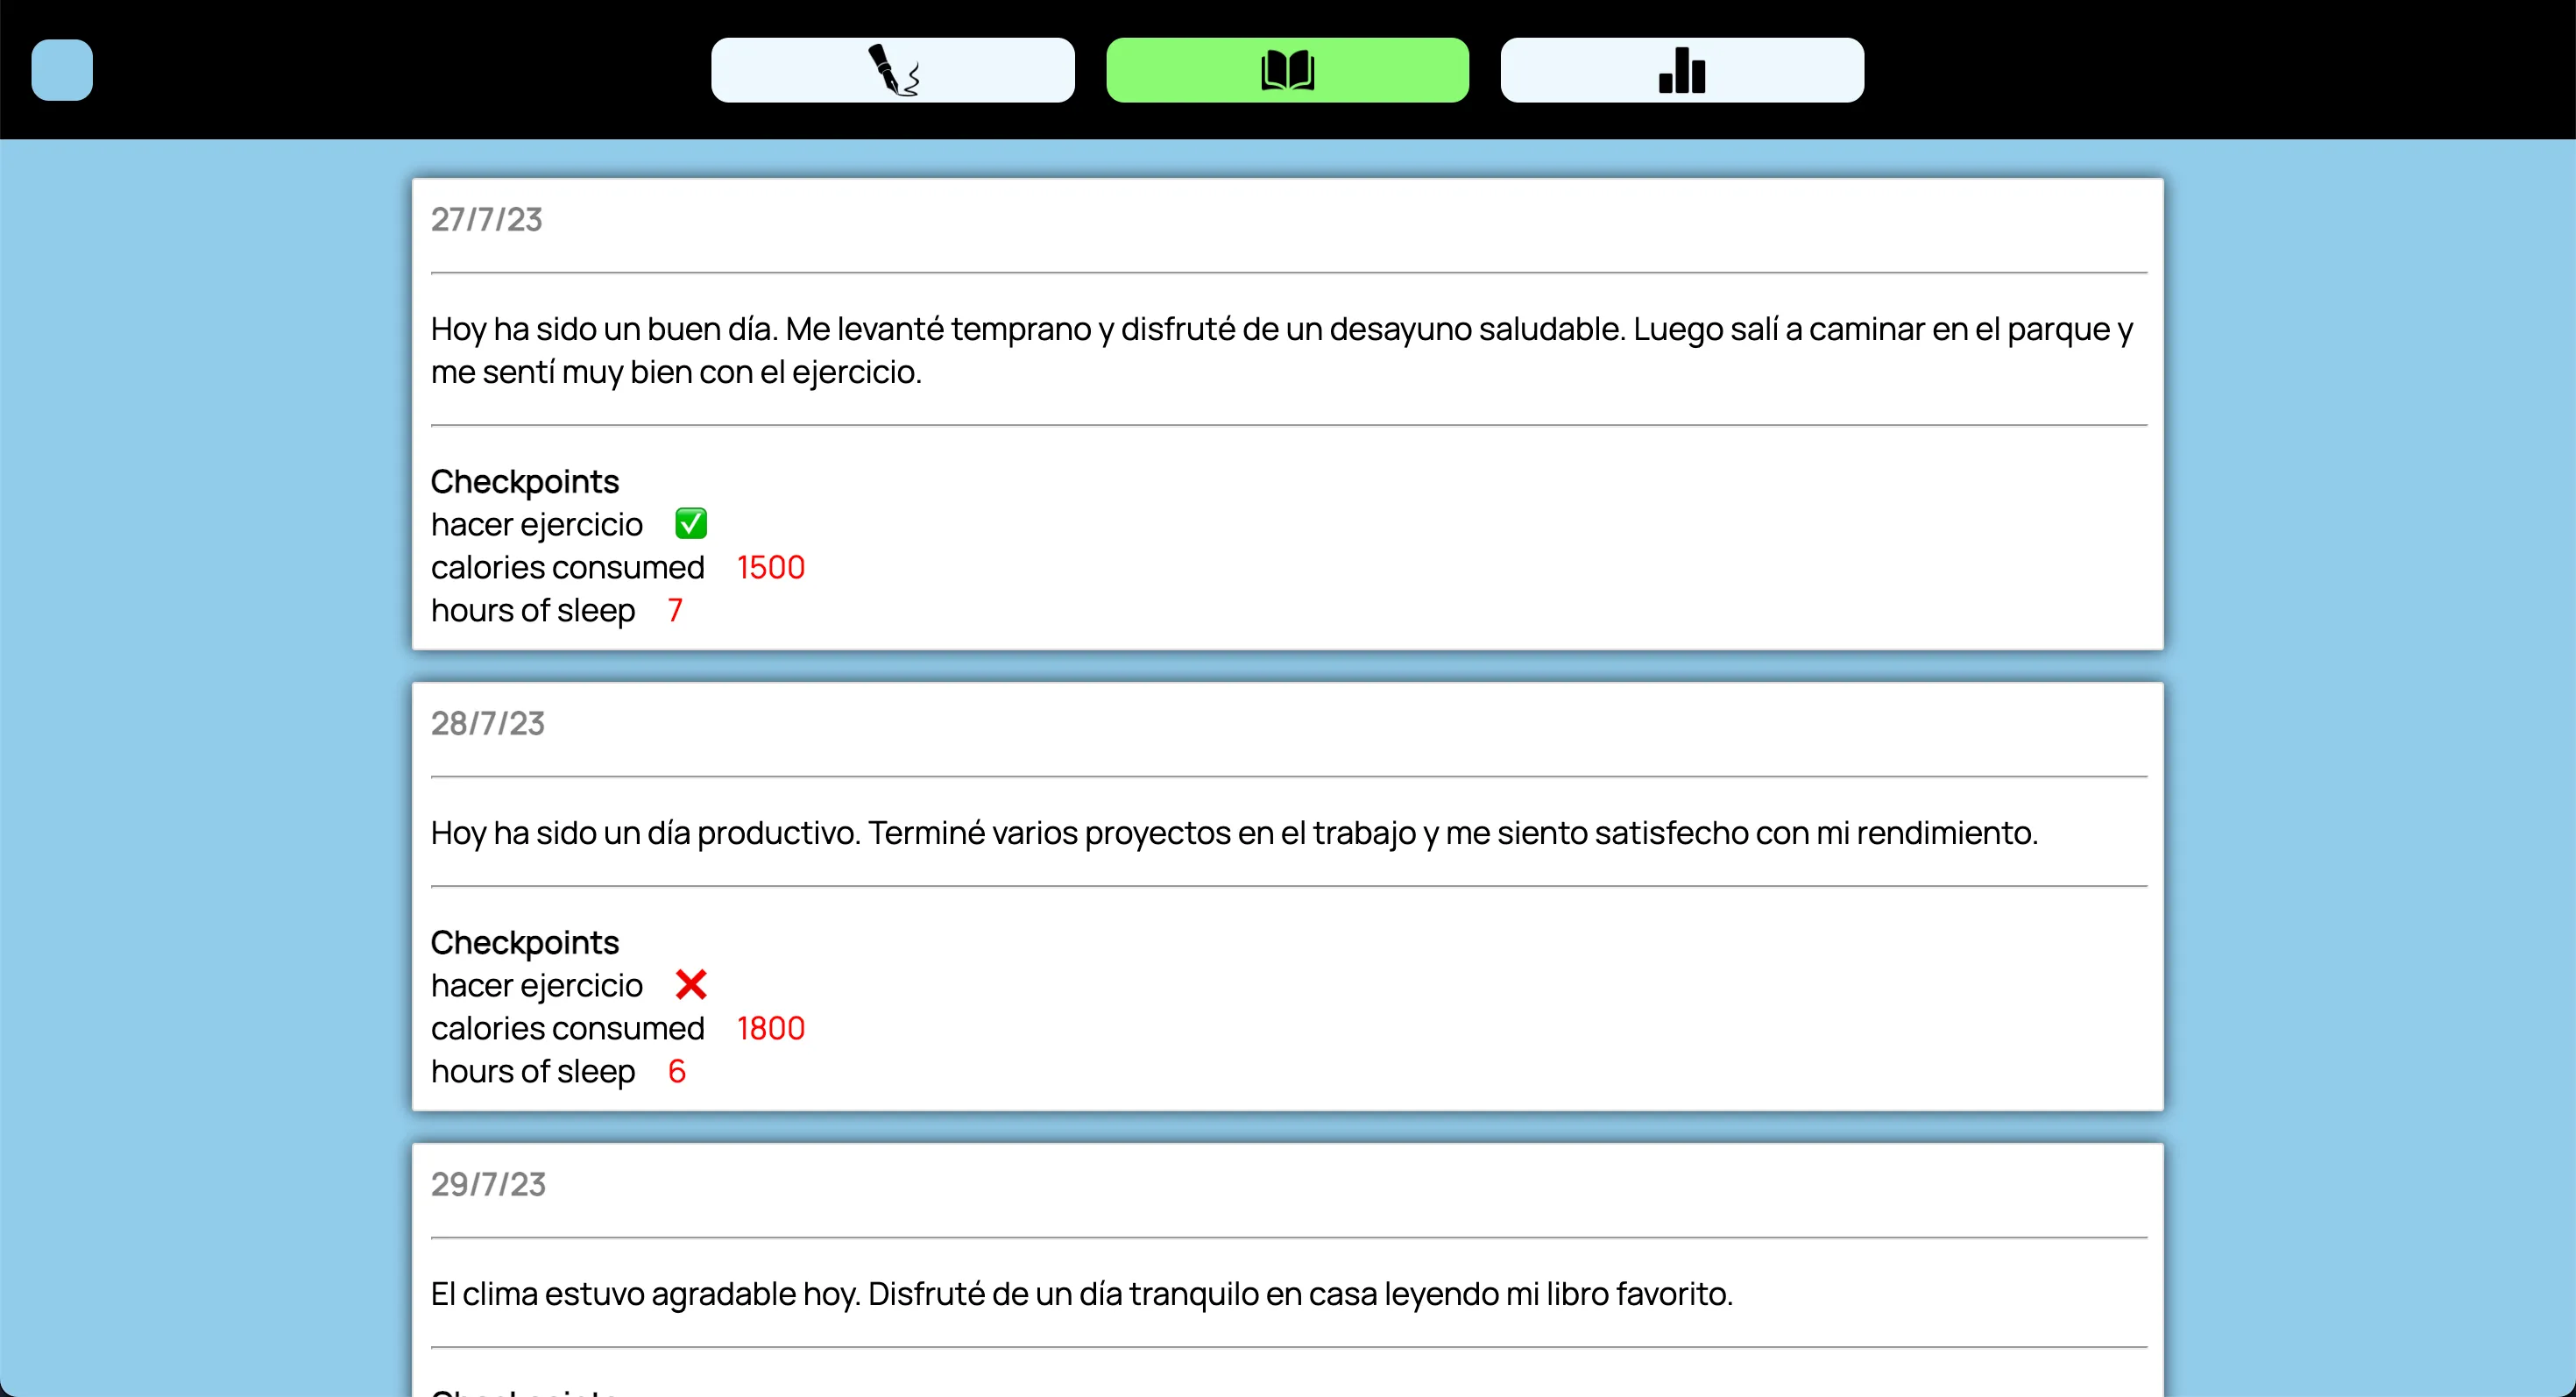 27/7/23
Hoy ha sido un buen día. Me levanté temprano y disfruté de un desayuno saludable. Luego salí a caminar en el parque y
me sentí muy bien con el ejercicio.
Checkpoints
hacer ejercicio ✅
calories consumed 1500
hours of sleep 7
28/7/23
Hoy ha sido un día productivo. Terminé varios proyectos en el trabajo y me siento satisfecho con mi rendimiento.
Checkpoints
hacer ejercicio ❌
calories consumed 1800
hours of sleep 6
29/7/23
El clima estuvo agradable hoy. Disfruté de un día tranquilo en casa leyendo mi libro favorito.